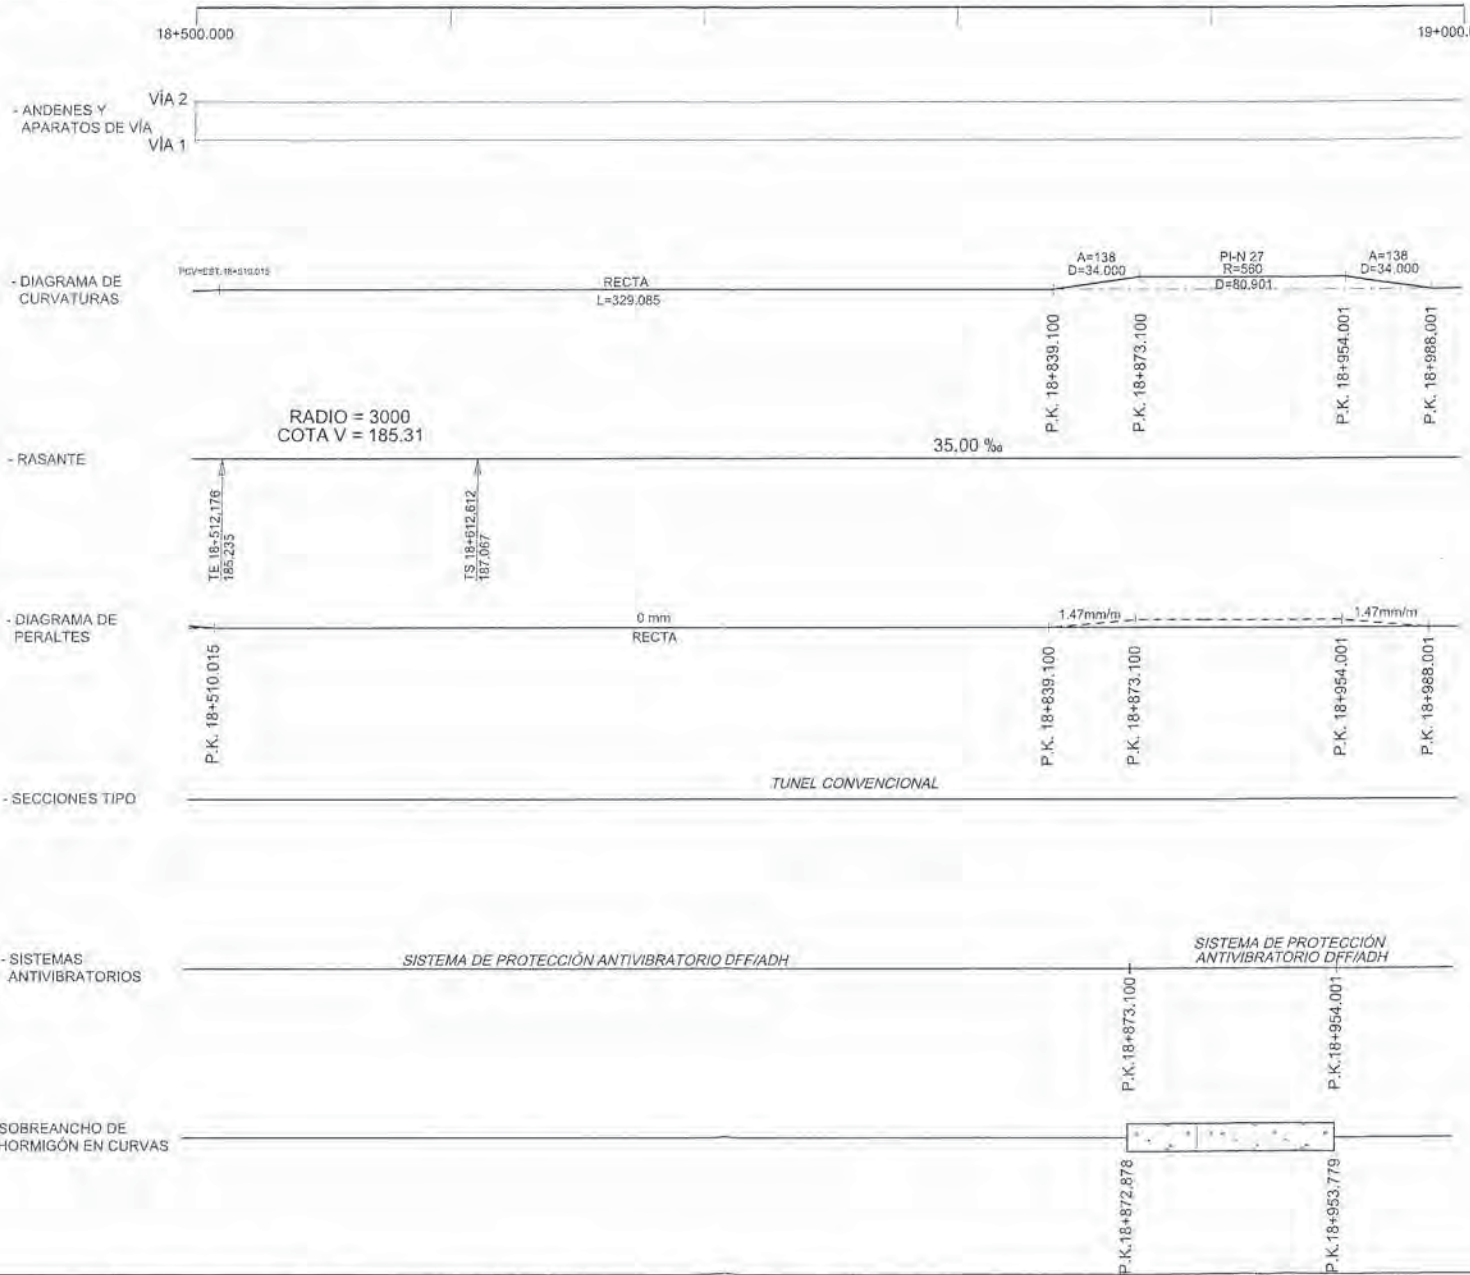 18+500.000
19+000.
- ANDENES Y
APARATOS DE VÍA
VÍA 2
VÍA 1
- DIAGRAMA DE
CURVATURAS
PCV=EST. 18+510.015
RECTA
L=329.085
A=138
D=34.000
PI-N 27
R=560
D=80.901
A=138
D=34.000
P.K. 18+839.100
P.K. 18+873.100
P.K. 18+954.001
P.K. 18+988.001
RADIO = 3000
COTA V = 185.31
- RASANTE
35.00 ‰
TE 18+512.176
185.235
TS 18+612.612
187.067
- DIAGRAMA DE
PERALTES
0 mm
RECTA
1.47mm/m
1.47mm/m
P.K. 18+510.015
P.K. 18+839.100
P.K. 18+873.100
P.K. 18+954.001
P.K. 18+988.001
- SECCIONES TIPO
TUNEL CONVENCIONAL
- SISTEMAS
ANTIVIBRATORIOS
SISTEMA DE PROTECCIÓN ANTIVIBRATORIO DFF/ADH
SISTEMA DE PROTECCIÓN
ANTIVIBRATORIO DFF/ADH
P.K.18+873.100
P.K.18+954.001
SOBREANCHO DE
HORMIGÓN EN CURVAS
P.K.18+872.878
P.K.18+953.779